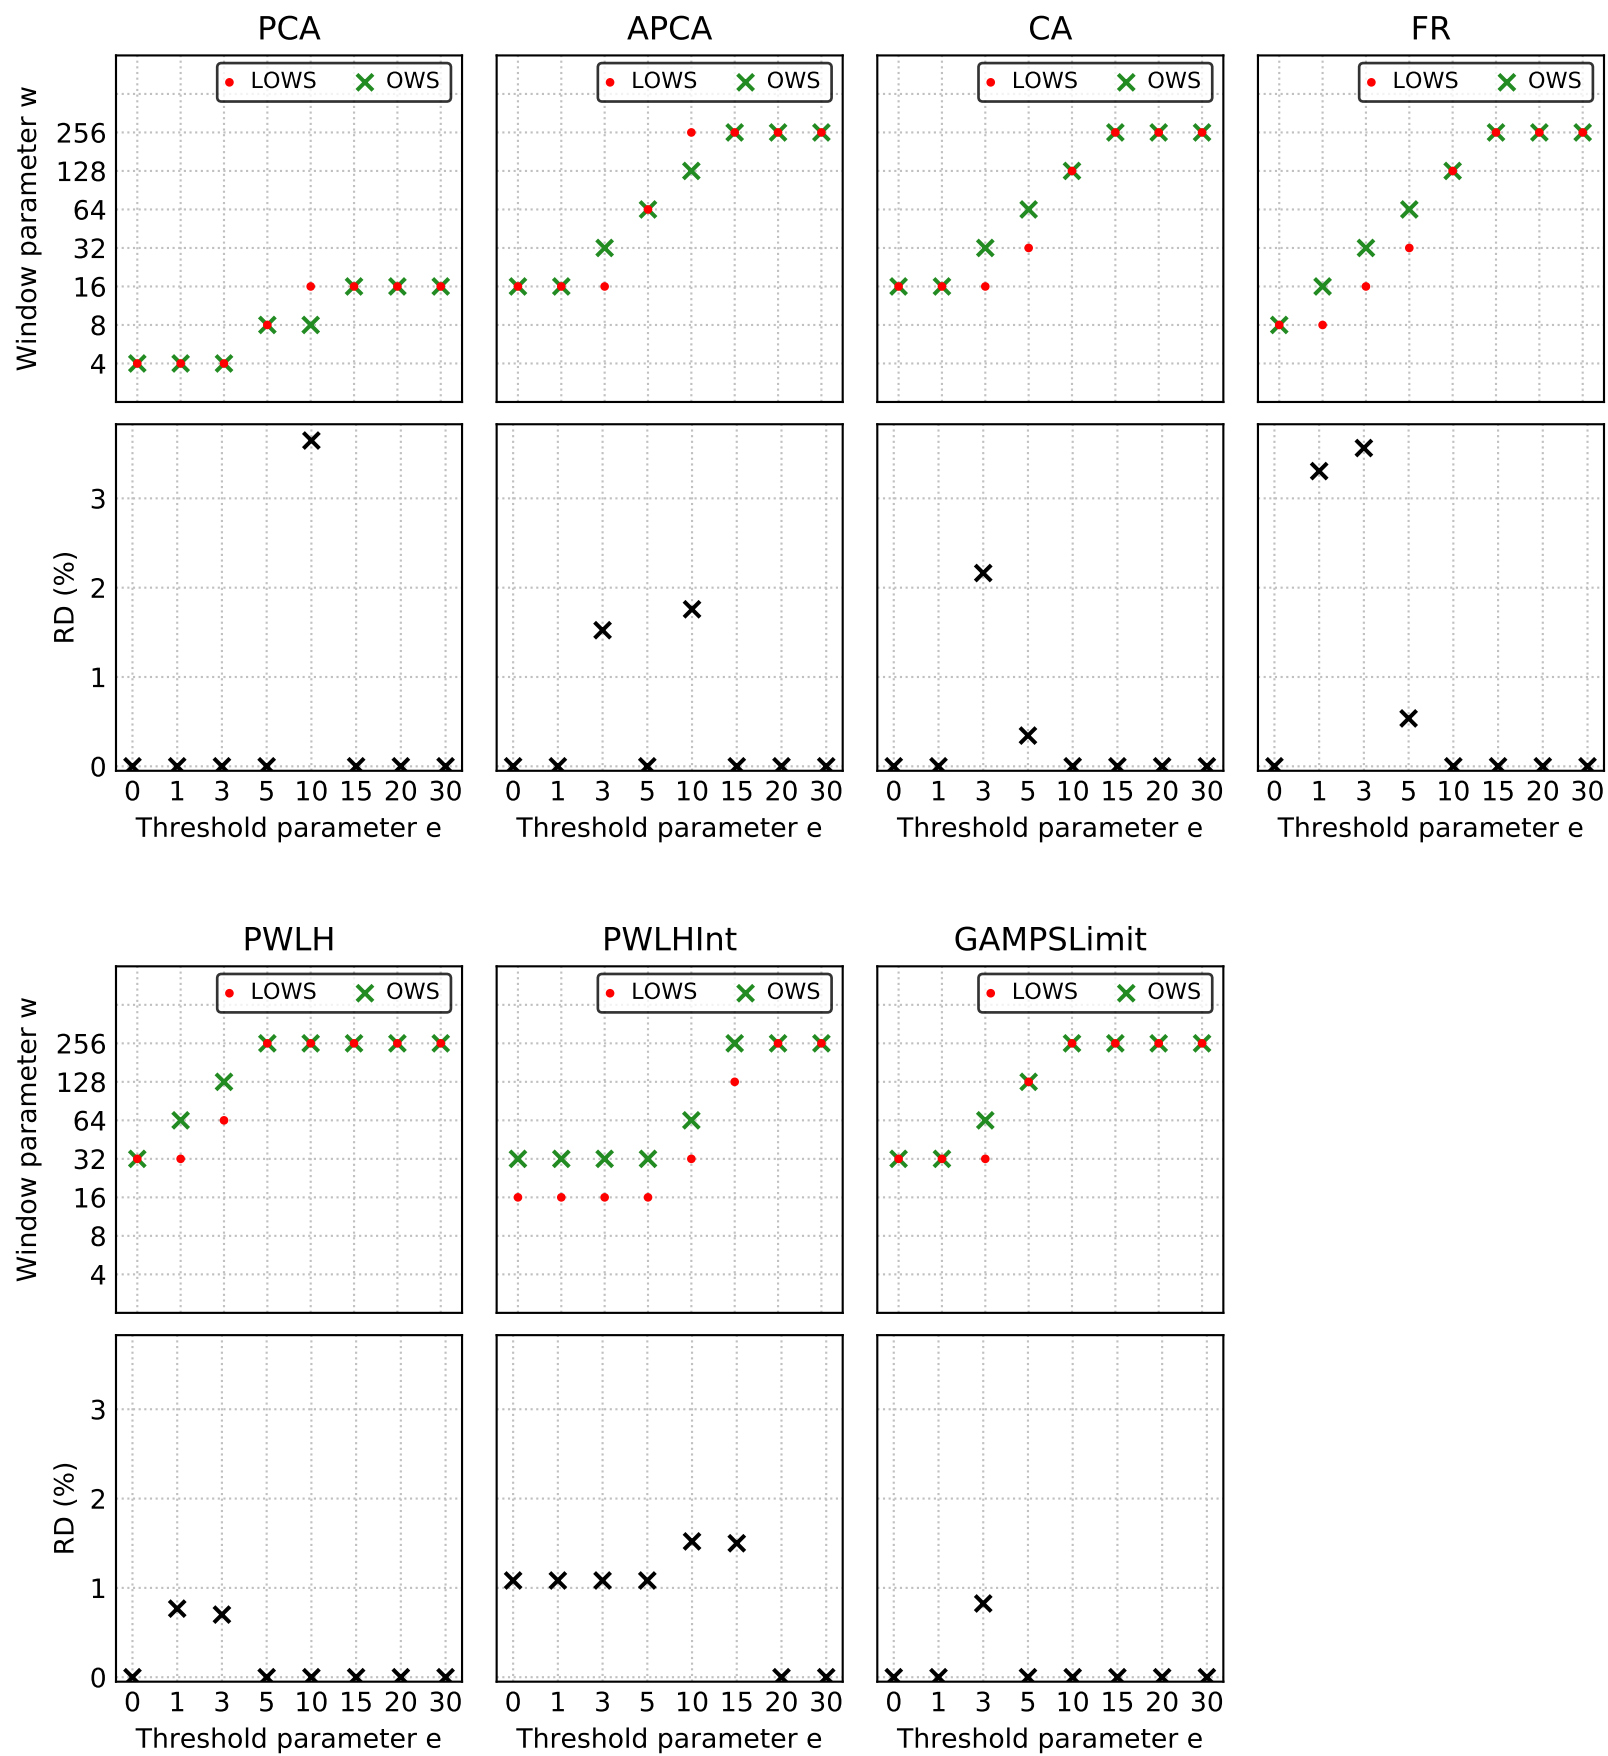 PCA APCA CA FR
LOWS OWS LOWS OWS LOWS OWS LOWS OWS
Window parameter w
256
128
64
32
16
8
4
RD (%)
3
2
1
0
0 1 3 5 10 15 20 30 0 1 3 5 10 15 20 30 0 1 3 5 10 15 20 30 0 1 3 5 10 15 20 30
Threshold parameter e Threshold parameter e Threshold parameter e Threshold parameter e
PWLH PWLHInt GAMPSLimit
LOWS OWS LOWS OWS LOWS OWS
Window parameter w
256
128
64
32
16
8
4
RD (%)
3
2
1
0
0 1 3 5 10 15 20 30 0 1 3 5 10 15 20 30 0 1 3 5 10 15 20 30
Threshold parameter e Threshold parameter e Threshold parameter e